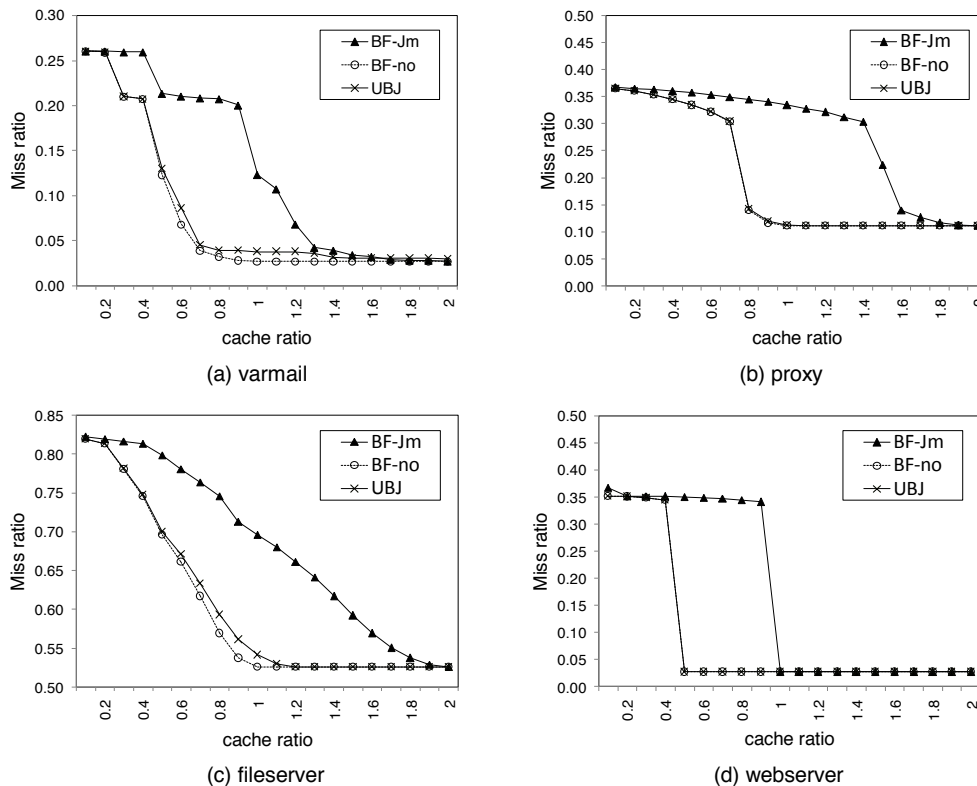 0.30
0.25
0.20
0.15
0.10
0.05
0.00
Miss ratio
BF-Jm
BF-no
UBJ
0.2 0.4 0.6 0.8 1 1.2 1.4 1.6 1.8 2
cache ratio
(a) varmail
0.50
0.45
0.40
0.35
0.30
0.25
0.20
0.15
0.10
0.05
0.00
Miss ratio
BF-Jm
BF-no
UBJ
0.2 0.4 0.6 0.8 1 1.2 1.4 1.6 1.8 2
cache ratio
(b) proxy
0.85
0.80
0.75
0.70
0.65
0.60
0.55
0.50
Miss ratio
BF-Jm
BF-no
UBJ
0.2 0.4 0.6 0.8 1 1.2 1.4 1.6 1.8 2
cache ratio
(c) fileserver
0.50
0.45
0.40
0.35
0.30
0.25
0.20
0.15
0.10
0.05
0.00
Miss ratio
BF-Jm
BF-no
UBJ
0.2 0.4 0.6 0.8 1 1.2 1.4 1.6 1.8 2
cache ratio
(d) webserver